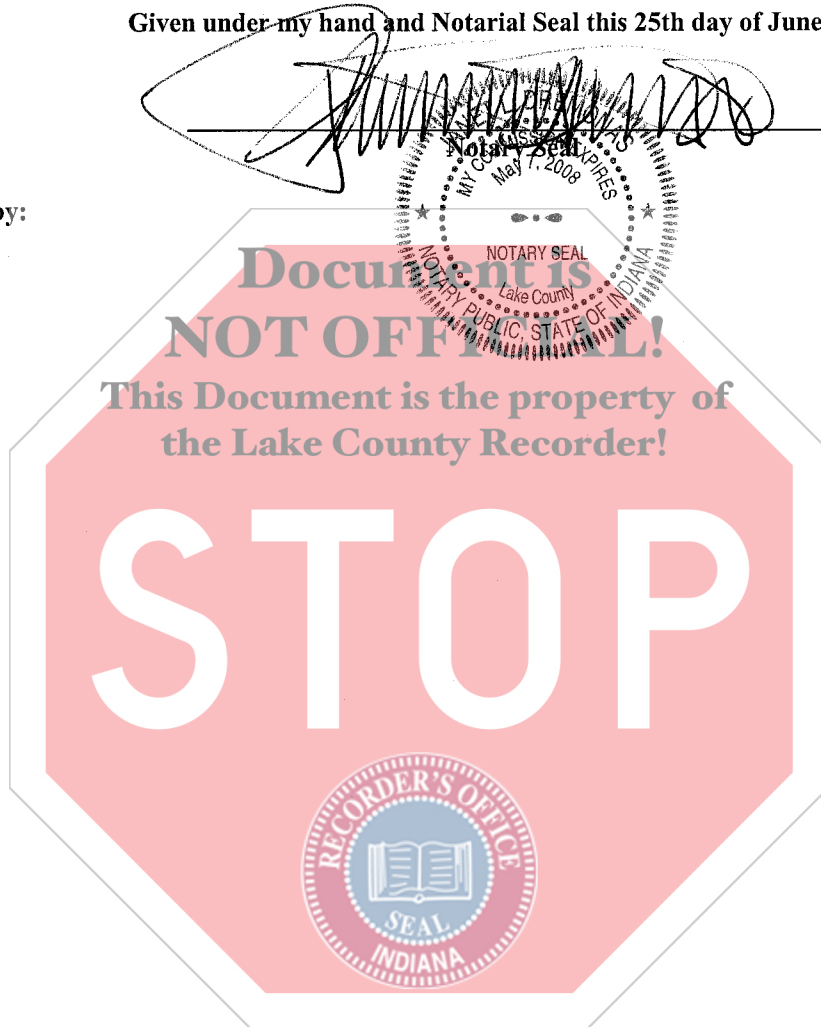 Given under my hand and Notarial Seal this 25th day of June
Notary Seal
MY COMMISSION EXPIRES
May 7, 2008
NOTARY SEAL
Lake County
NOTARY PUBLIC, STATE OF INDIANA
by:
Document is
NOT OFFICIAL!
This Document is the property of
the Lake County Recorder!
STOP
RECORDER'S OFFICE
SEAL
INDIANA